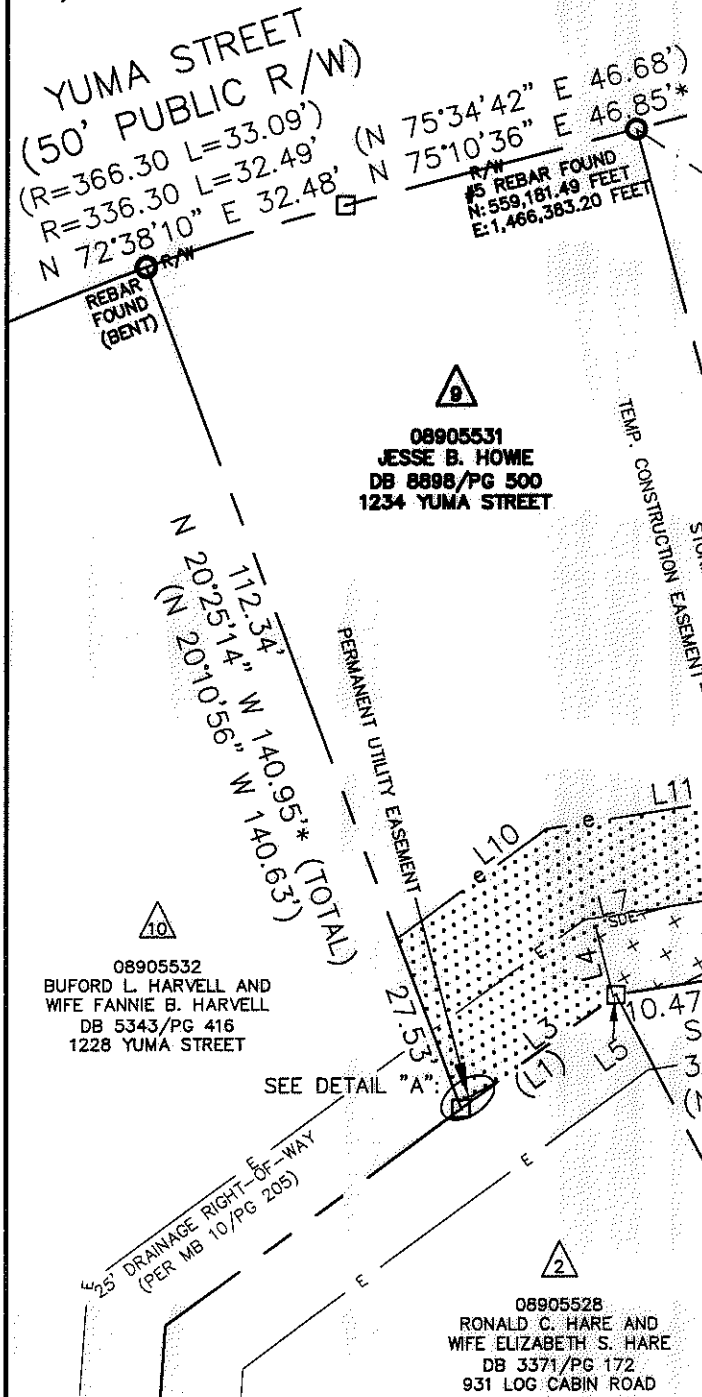 YUMA STREET
(50' PUBLIC R/W)
(R=366.30 L=33.09')
R=336.30 L=32.49'
N 72°38'10" E 32.48'
(N 75°34'42" E 46.68')
N 75°10'36" E 46.85'*
R/W
#5 REBAR FOUND
N: 559,181.49 FEET
E: 1,466,383.20 FEET
R/W
REBAR
FOUND
(BENT)
9
08905531
JESSE B. HOWIE
DB 8898/PG 500
1234 YUMA STREET
TEMP. CONSTRUCTION EASEMENT
112.34'
N 20°25'14" W 140.95'* (TOTAL)
(N 20°10'56" W 140.63')
PERMANENT UTILITY EASEMENT
L11
L10
e
e
L7
SDE
E
L4
27.53'
10.47
L3
(L1)
L5
S
3
(N
10
08905532
BUFORD L. HARVELL AND
WIFE FANNIE B. HARVELL
DB 5343/PG 416
1228 YUMA STREET
SEE DETAIL "A"
E
E
25' DRAINAGE RIGHT-OF-WAY
(PER MB 10/PG 205)
E
E
2
08905528
RONALD C. HARE AND
WIFE ELIZABETH S. HARE
DB 3371/PG 172
931 LOG CABIN ROAD